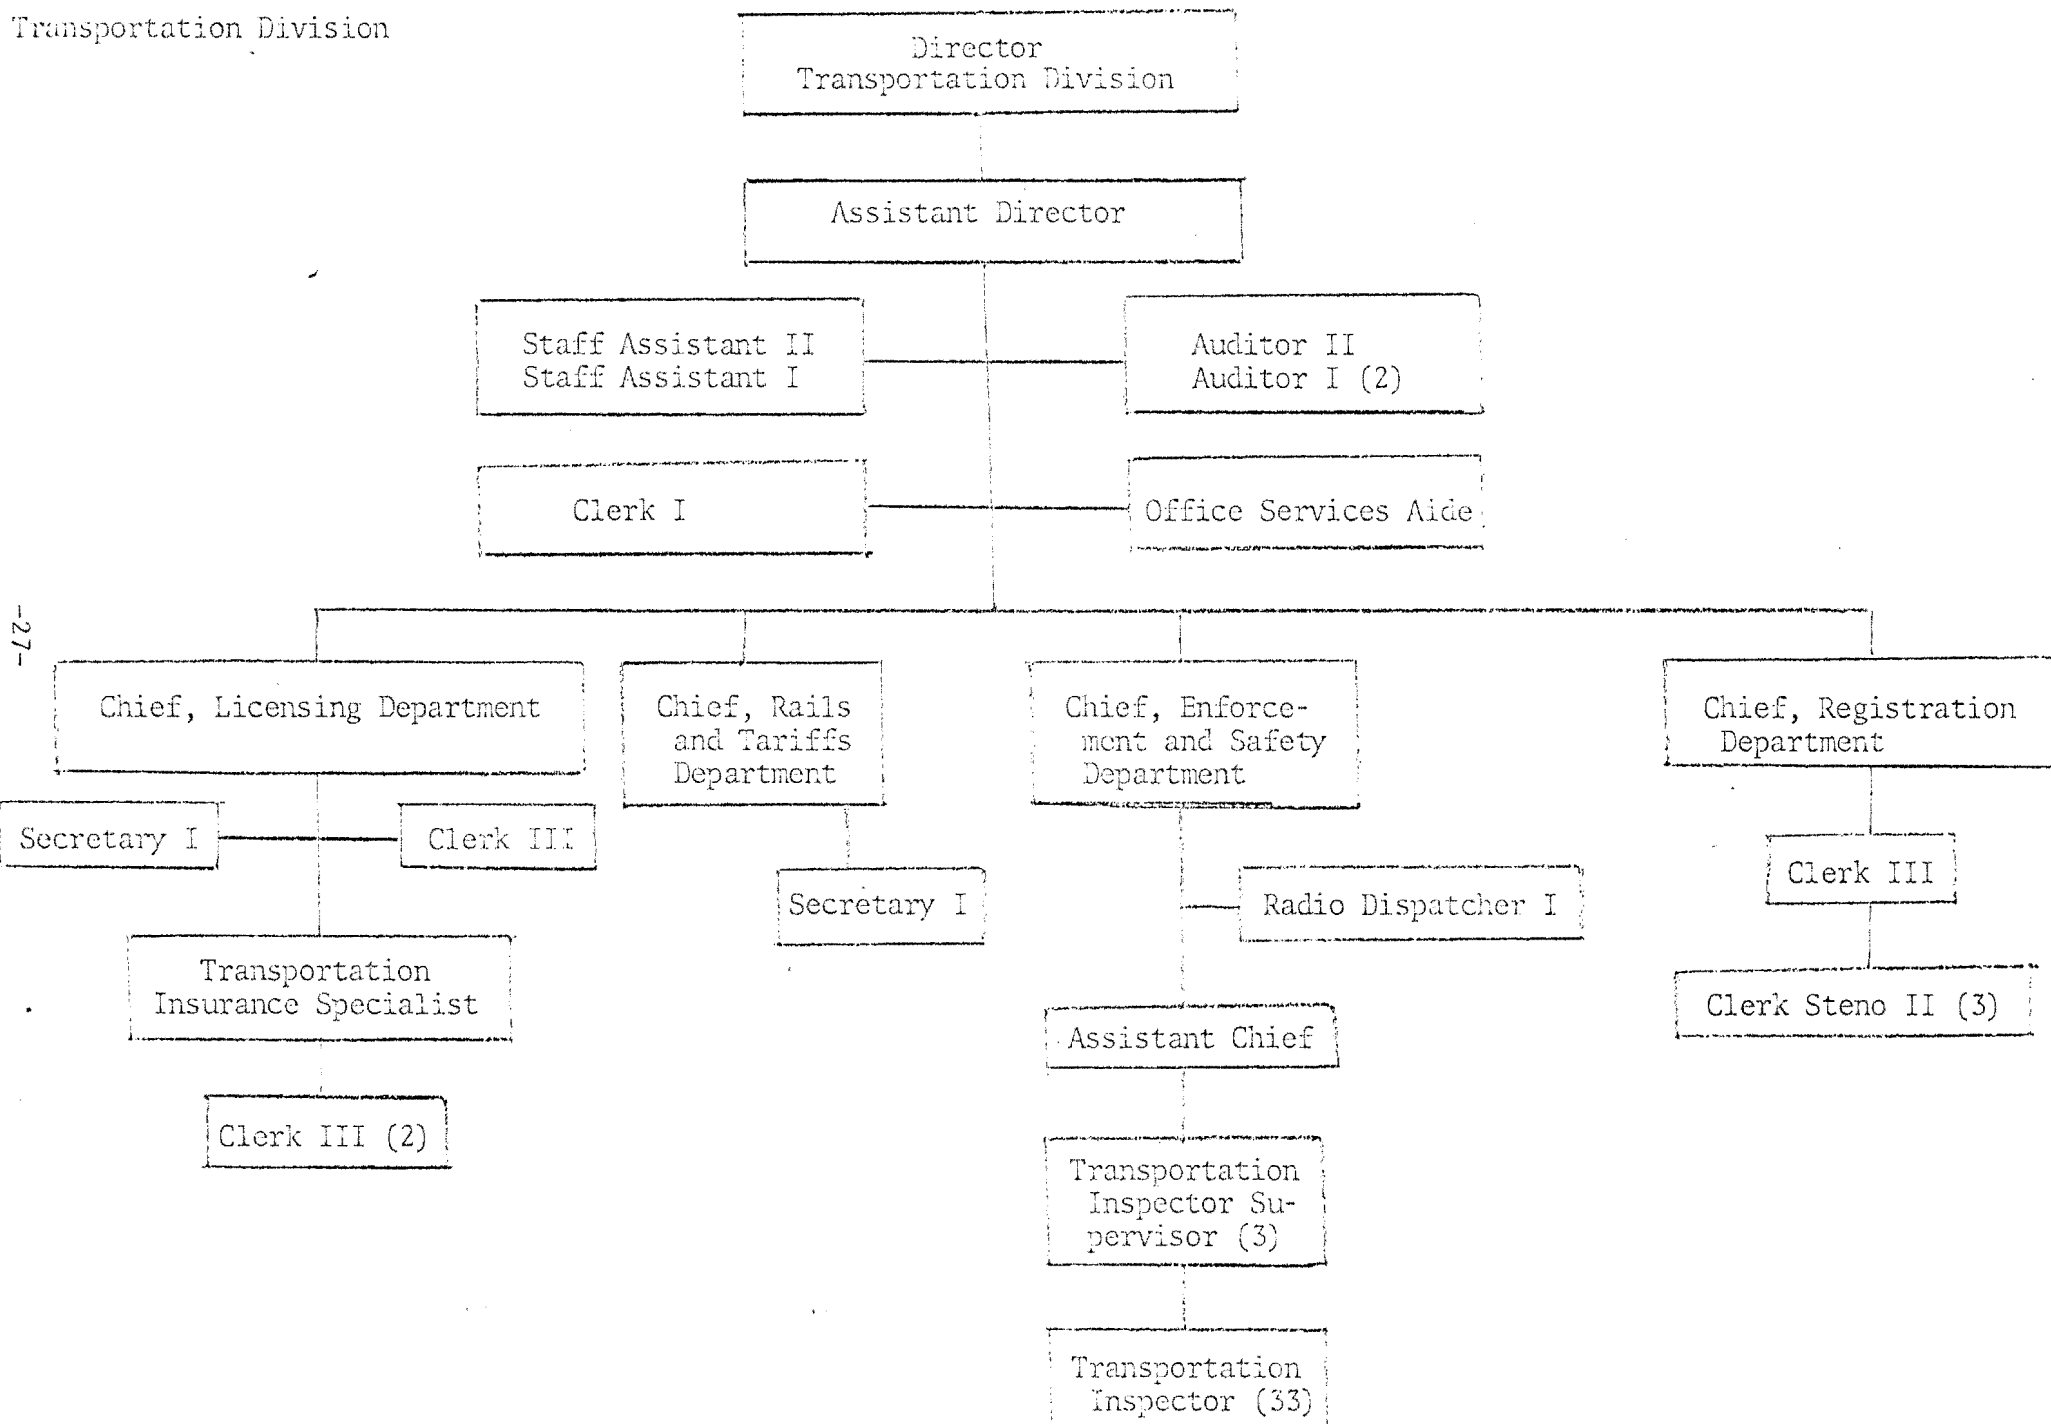 Transportation Division
Director
Transportation Division
Assistant Director
Staff Assistant II
Staff Assistant I
Auditor II
Auditor I (2)
Clerk I
Office Services Aide
-27-
Chief, Licensing Department
Chief, Rails
and Tariffs
Department
Chief, Enforce-
ment and Safety
Department
Chief, Registration
Department
Secretary I
Clerk III
Secretary I
Radio Dispatcher I
Clerk III
Transportation
Insurance Specialist
Assistant Chief
Clerk Steno II (3)
Clerk III (2)
Transportation
Inspector Su-
pervisor (3)
Transportation
Inspector (33)